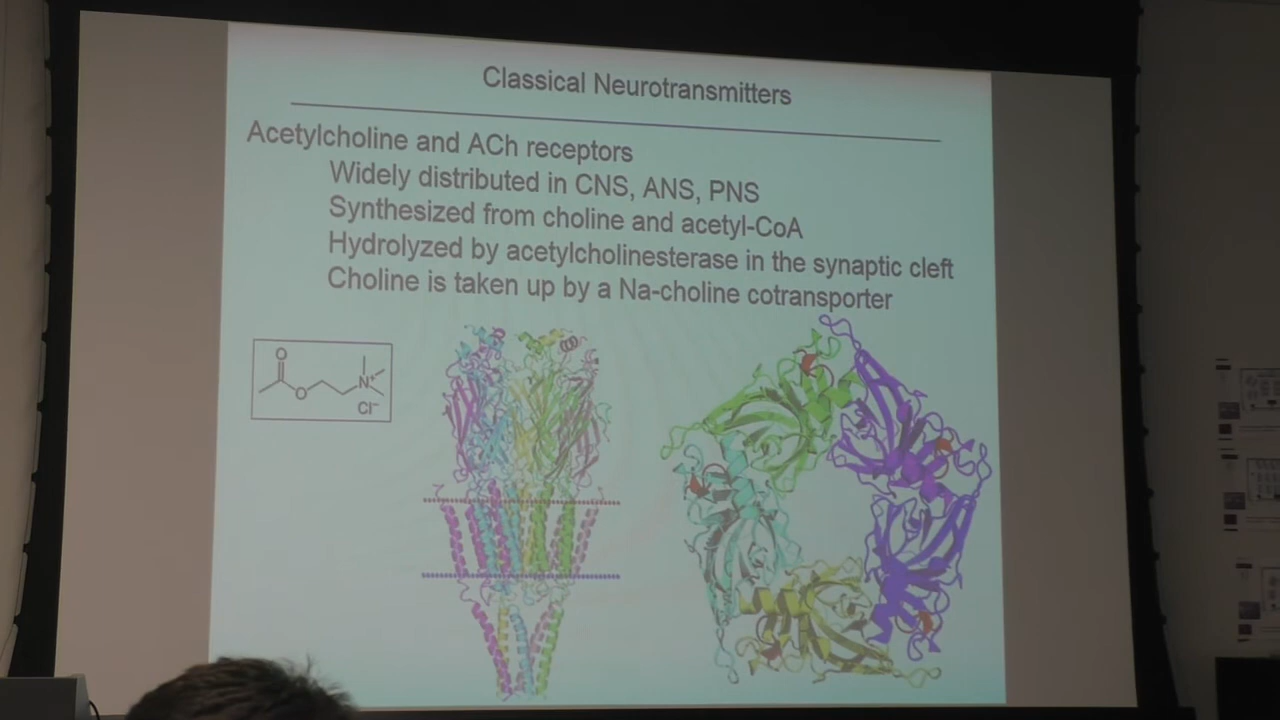 Classical Neurotransmitters
Acetylcholine and ACh receptors
Widely distributed in CNS, ANS, PNS
Synthesized from choline and acetyl-CoA
Hydrolyzed by acetylcholinesterase in the synaptic cleft
Choline is taken up by a Na-choline cotransporter
O
O
N+
Cl−